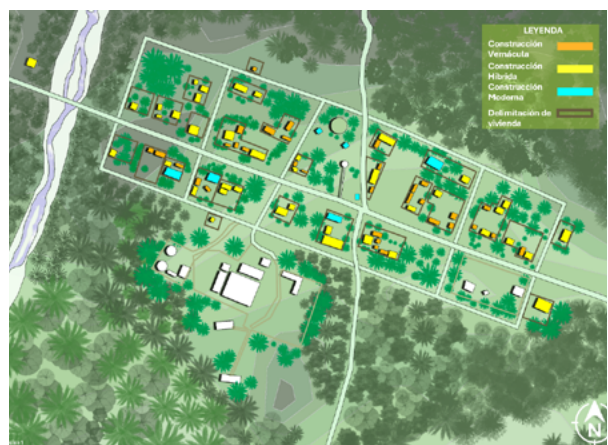 LEYENDA
Construcción
Vernácula
Construcción
Híbrida
Construcción
Moderna
Delimitación de
vivienda
N